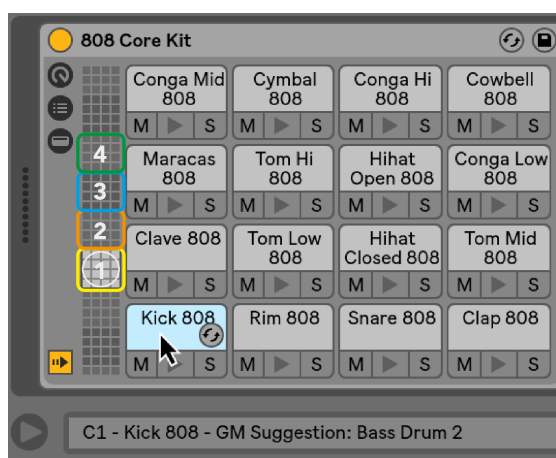 808 Core Kit
Conga Mid
808
Cymbal
808
Conga Hi
808
Cowbell
808
M S M S M S M S
4
Maracas
808
Tom Hi
808
Hihat
Open 808
Conga Low
808
3
M S M S M S M S
2
Clave 808
Tom Low
808
Hihat
Closed 808
Tom Mid
808
1
M S M S M S M S
Kick 808
Rim 808
Snare 808
Clap 808
M S M S M S M S
C1 - Kick 808 - GM Suggestion: Bass Drum 2